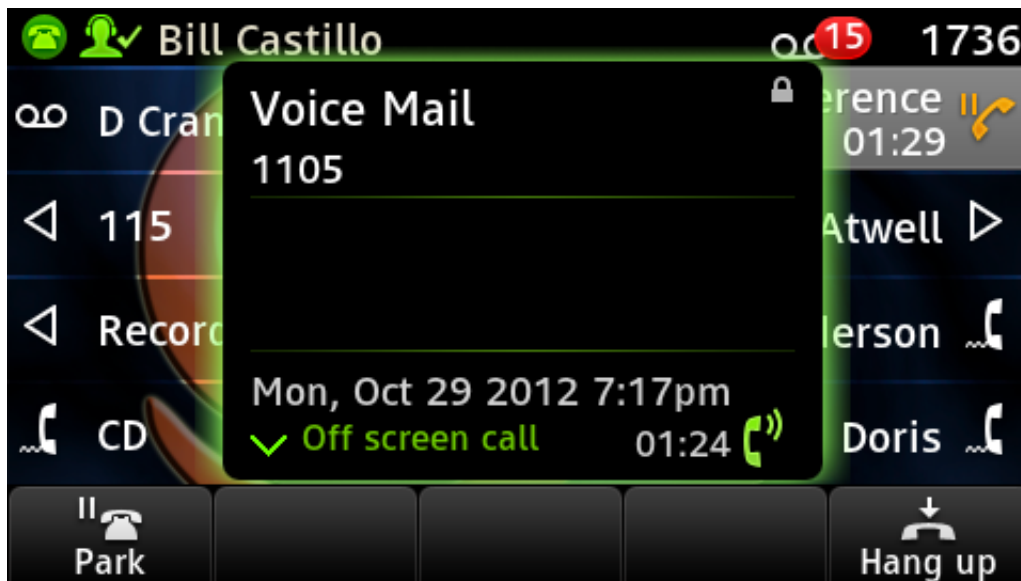 Bill Castillo
15
1736
D Cran
Voice Mail
1105
erence
01:29
115
Atwell
Record
lerson
Mon, Oct 29 2012 7:17pm
Off screen call
01:24
CD
Doris
Park
Hang up